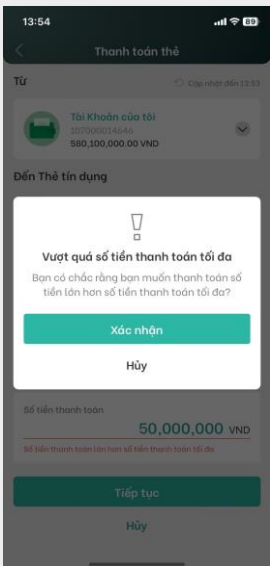 13:54
89
Thanh toán thẻ
Từ
Cập nhật đến 13:53
Tài Khoản của tôi
107000014646
580,100,000.00 VND
Đến Thẻ tín dụng
Vượt quá số tiền thanh toán tối đa
Bạn có chắc rằng bạn muốn thanh toán số
tiền lớn hơn số tiền thanh toán tối đa?
Xác nhận
Hủy
Số tiền thanh toán
50,000,000 VND
Số tiền thanh toán lớn hơn số tiền thanh toán tối đa
Tiếp tục
Hủy